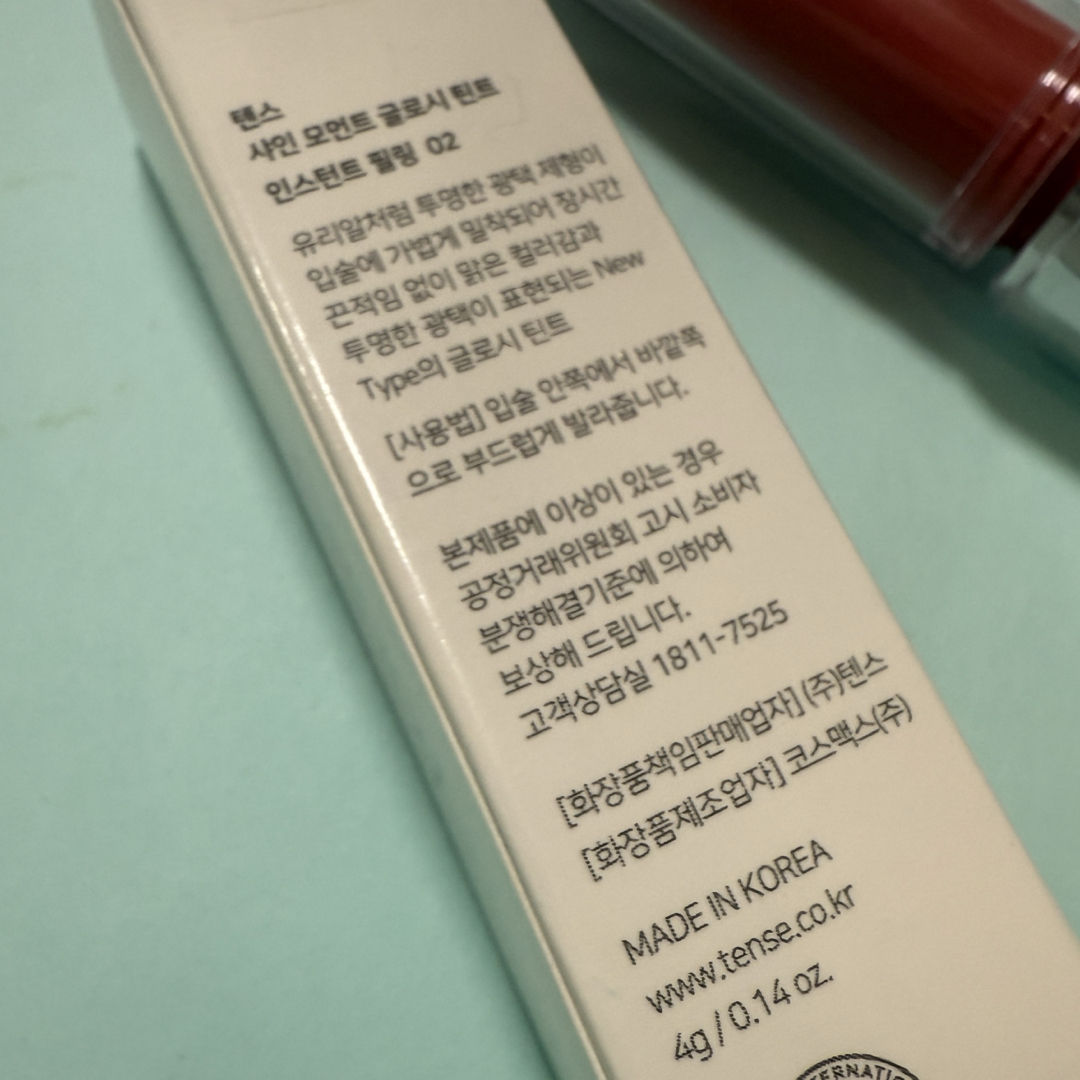 텐스
샤인 모먼트 글로시 틴트
인스턴트 필링 02
유리알처럼 투명한 광택 제형이
입술에 가볍게 밀착되어 장시간
끈적임 없이 맑은 컬러감과
투명한 광택이 표현되는 New
Type의 글로시 틴트
[사용법] 입술 안쪽에서 바깥쪽
으로 부드럽게 발라줍니다.
본제품에 이상이 있는 경우
공정거래위원회 고시 소비자
분쟁해결기준에 의하여
보상해 드립니다.
고객상담실 1811-7525
[화장품책임판매업자] (주)텐스
[화장품제조업자] 코스맥스(주)
MADE IN KOREA
www.tense.co.kr
4g / 0.14 oz.